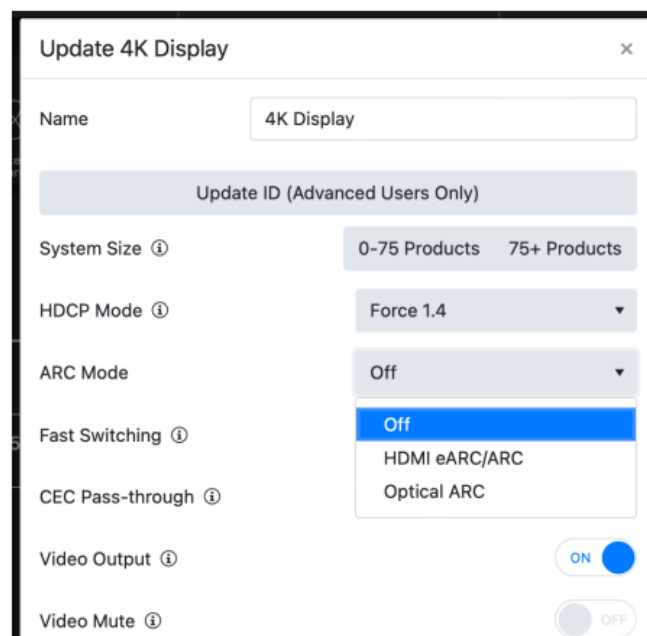 Update 4K Display ×
Name 4K Display
Update ID (Advanced Users Only)
System Size 0-75 Products 75+ Products
HDCP Mode Force 1.4
ARC Mode Off
Off
Fast Switching
HDMI eARC/ARC
Optical ARC
CEC Pass-through
Video Output ON
Video Mute OFF